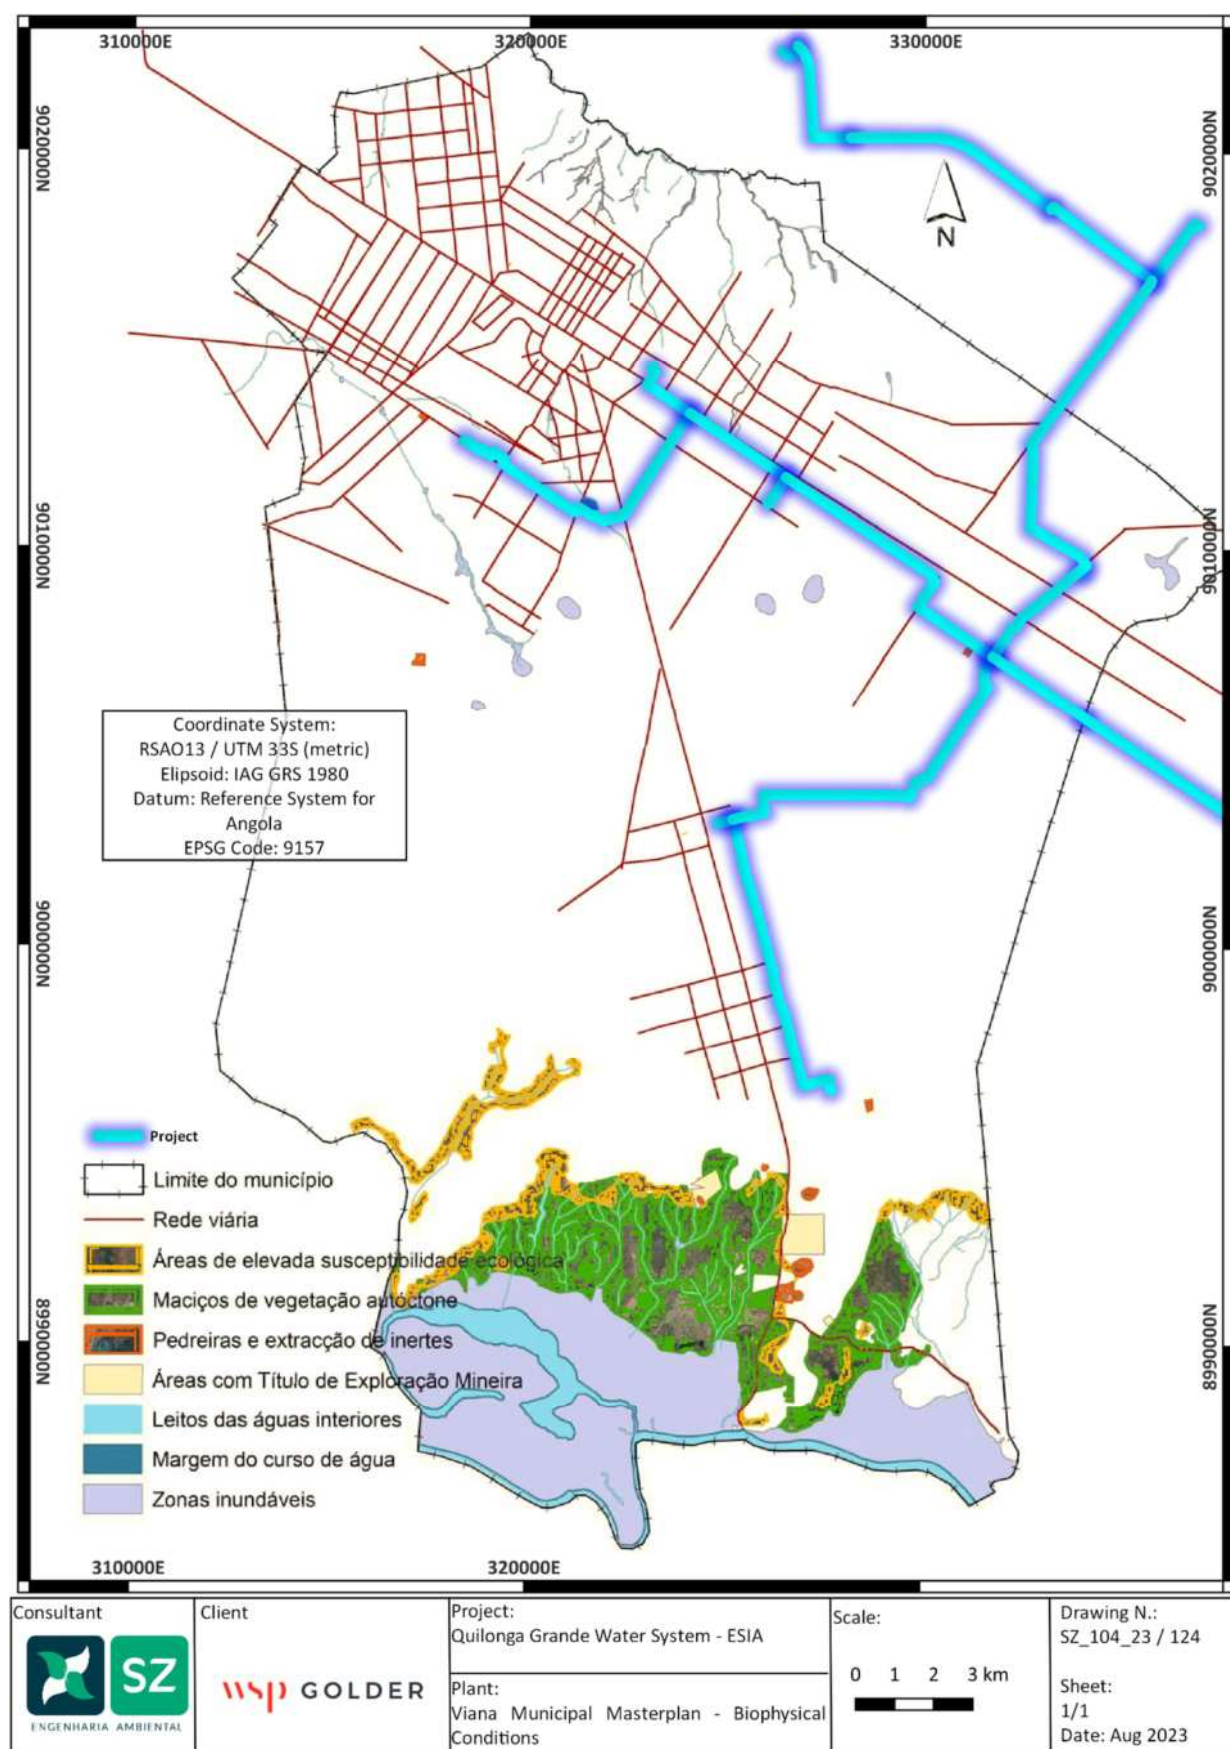 310000E
320000E
330000E
9020000N
9020000N
N
9010000N
9010000N
Coordinate System:
RSAO13 / UTM 33S (metric)
Elipsoid: IAG GRS 1980
Datum: Reference System for
Angola
EPSG Code: 9157
9000000N
9000000N
Project
Limite do município
Rede viária
Áreas de elevada susceptibilidade ecológica
Maciços de vegetação autóctone
8990000N
8990000N
Pedreiras e extracção de inertes
Áreas com Título de Exploração Mineira
Leitos das águas interiores
Margem do curso de água
Zonas inundáveis
310000E
320000E
Consultant
SZ
ENGENHARIA AMBIENTAL
Client
wsp GOLDER
Project:
Quilonga Grande Water System - ESIA
Plant:
Viana Municipal Masterplan - Biophysical
Conditions
Scale:
0 1 2 3 km
Drawing N.:
SZ_104_23 / 124
Sheet:
1/1
Date: Aug 2023